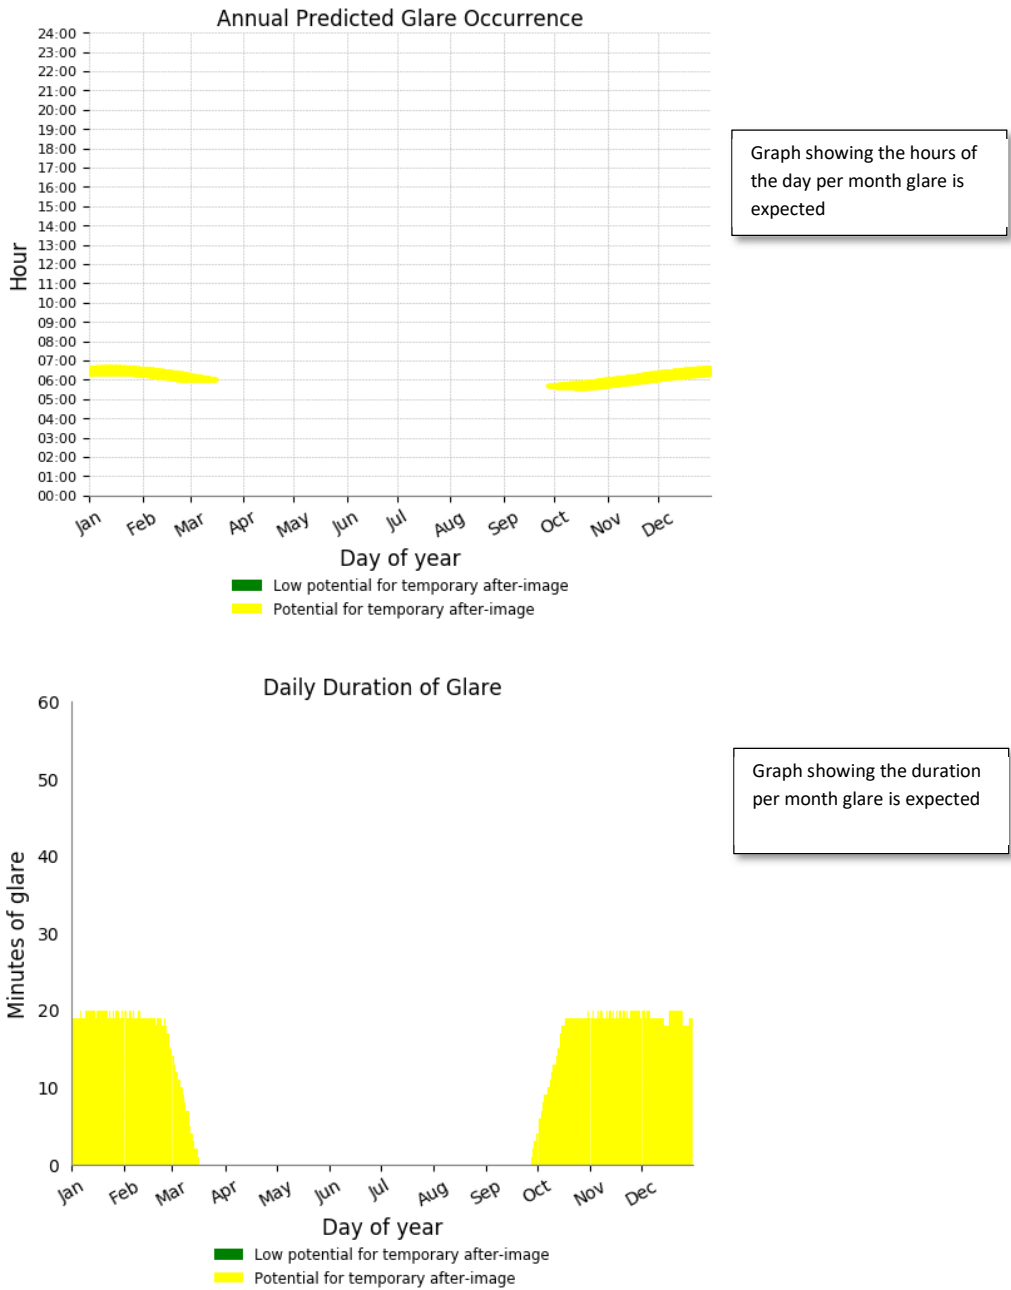 Annual Predicted Glare Occurrence
24:00
23:00
22:00
21:00
20:00
19:00
18:00
17:00
16:00
15:00
14:00
13:00
12:00
11:00
10:00
09:00
08:00
07:00
06:00
05:00
04:00
03:00
02:00
01:00
00:00
Hour
Jan Feb Mar Apr May Jun Jul Aug Sep Oct Nov Dec
Day of year
Low potential for temporary after-image
Potential for temporary after-image
Graph showing the hours of
the day per month glare is
expected
Daily Duration of Glare
60
50
40
30
20
10
0
Minutes of glare
Jan Feb Mar Apr May Jun Jul Aug Sep Oct Nov Dec
Day of year
Low potential for temporary after-image
Potential for temporary after-image
Graph showing the duration
per month glare is expected